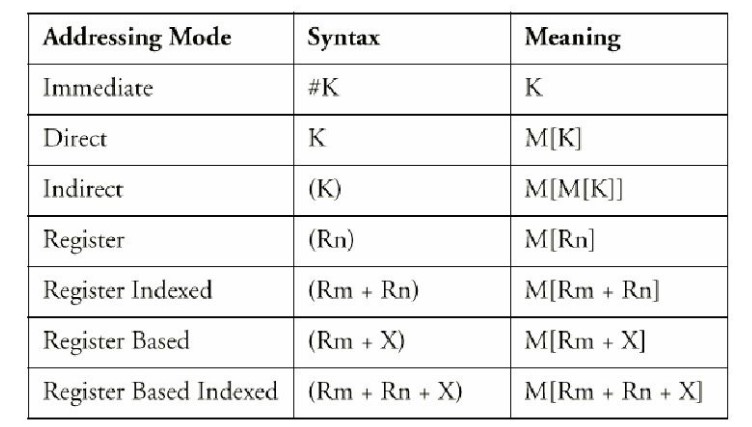 Addressing Mode Syntax Meaning
Immediate #K K
Direct K M[K]
Indirect (K) M[M[K]]
Register (Rn) M[Rn]
Register Indexed (Rm + Rn) M[Rm + Rn]
Register Based (Rm + X) M[Rm + X]
Register Based Indexed (Rm + Rn + X) M[Rm + Rn + X]